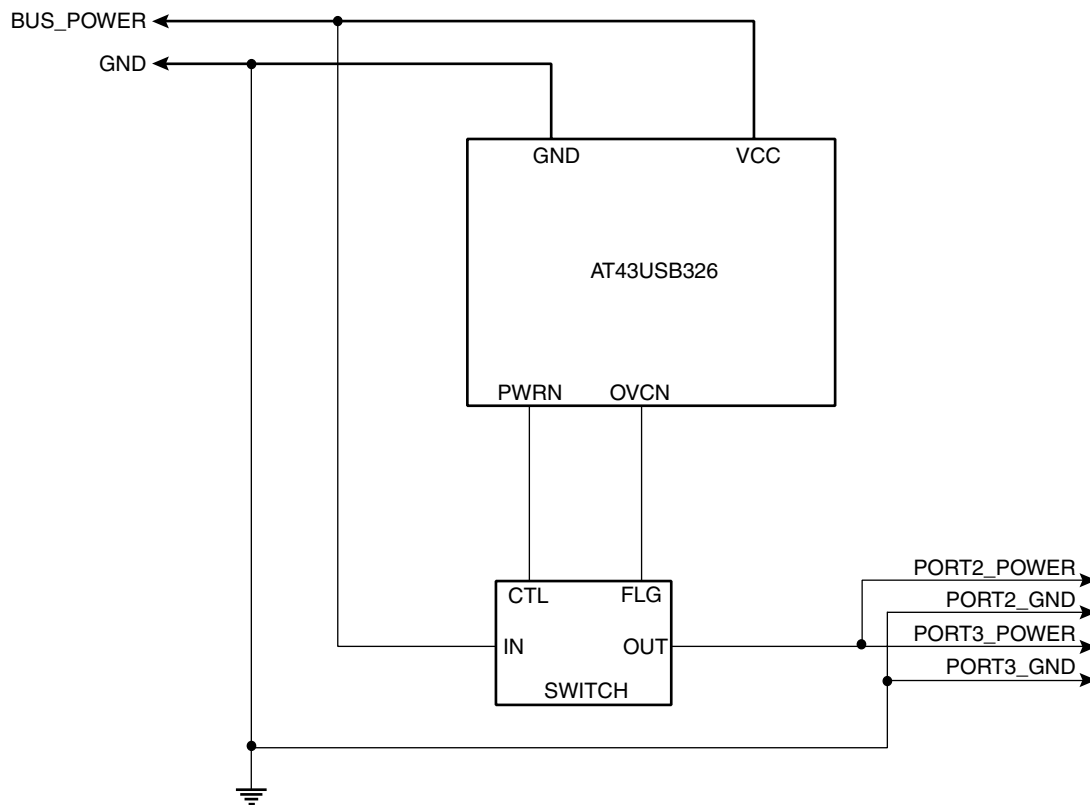 BUS_POWER
GND
GND
VCC
AT43USB326
PWRN
OVCN
CTL
FLG
IN
OUT
SWITCH
PORT2_POWER
PORT2_GND
PORT3_POWER
PORT3_GND